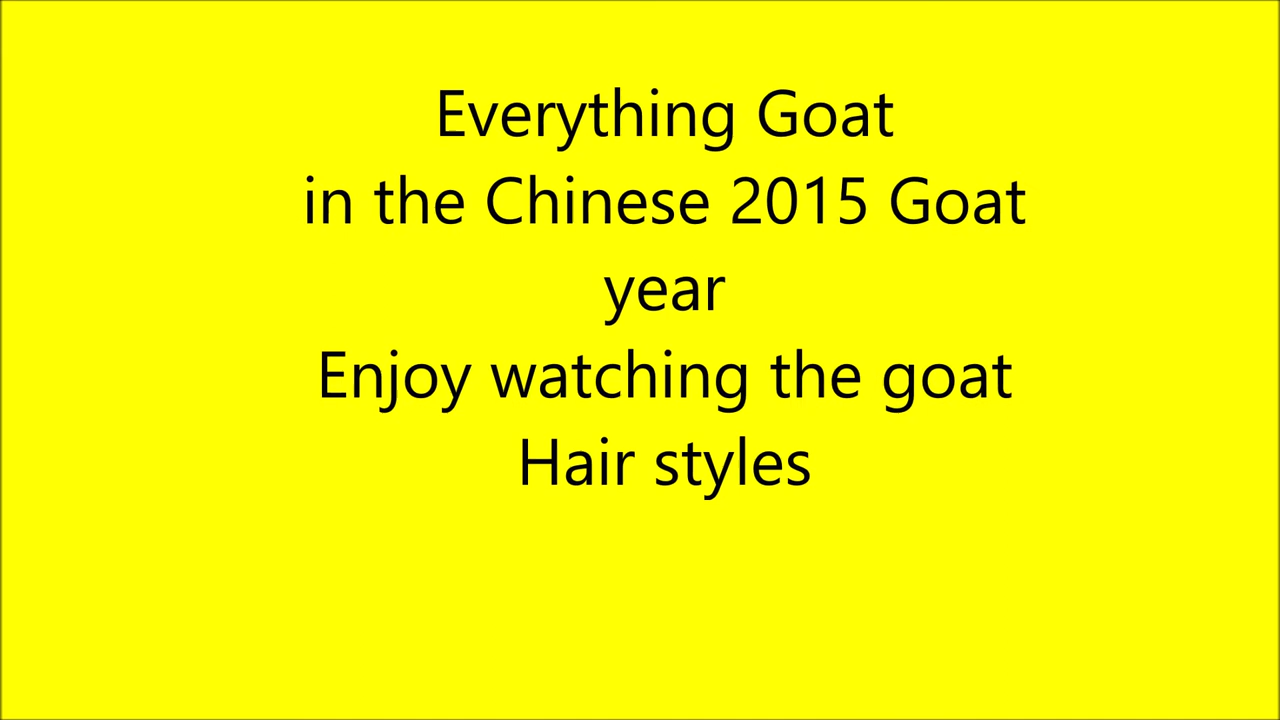 Everything Goat
in the Chinese 2015 Goat
year
Enjoy watching the goat
Hair styles